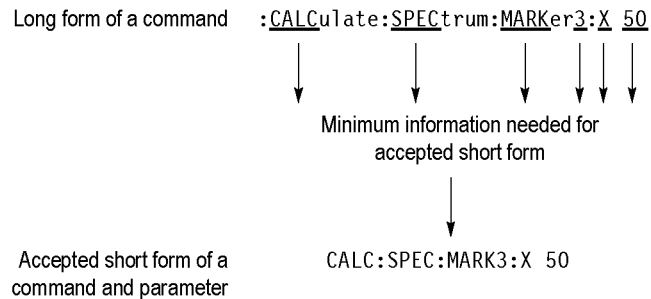 Long form of a command :CALCulate:SPECtrum:MARKer3:X 50
Minimum information needed for
accepted short form
Accepted short form of a CALC:SPEC:MARK3:X 50
command and parameter